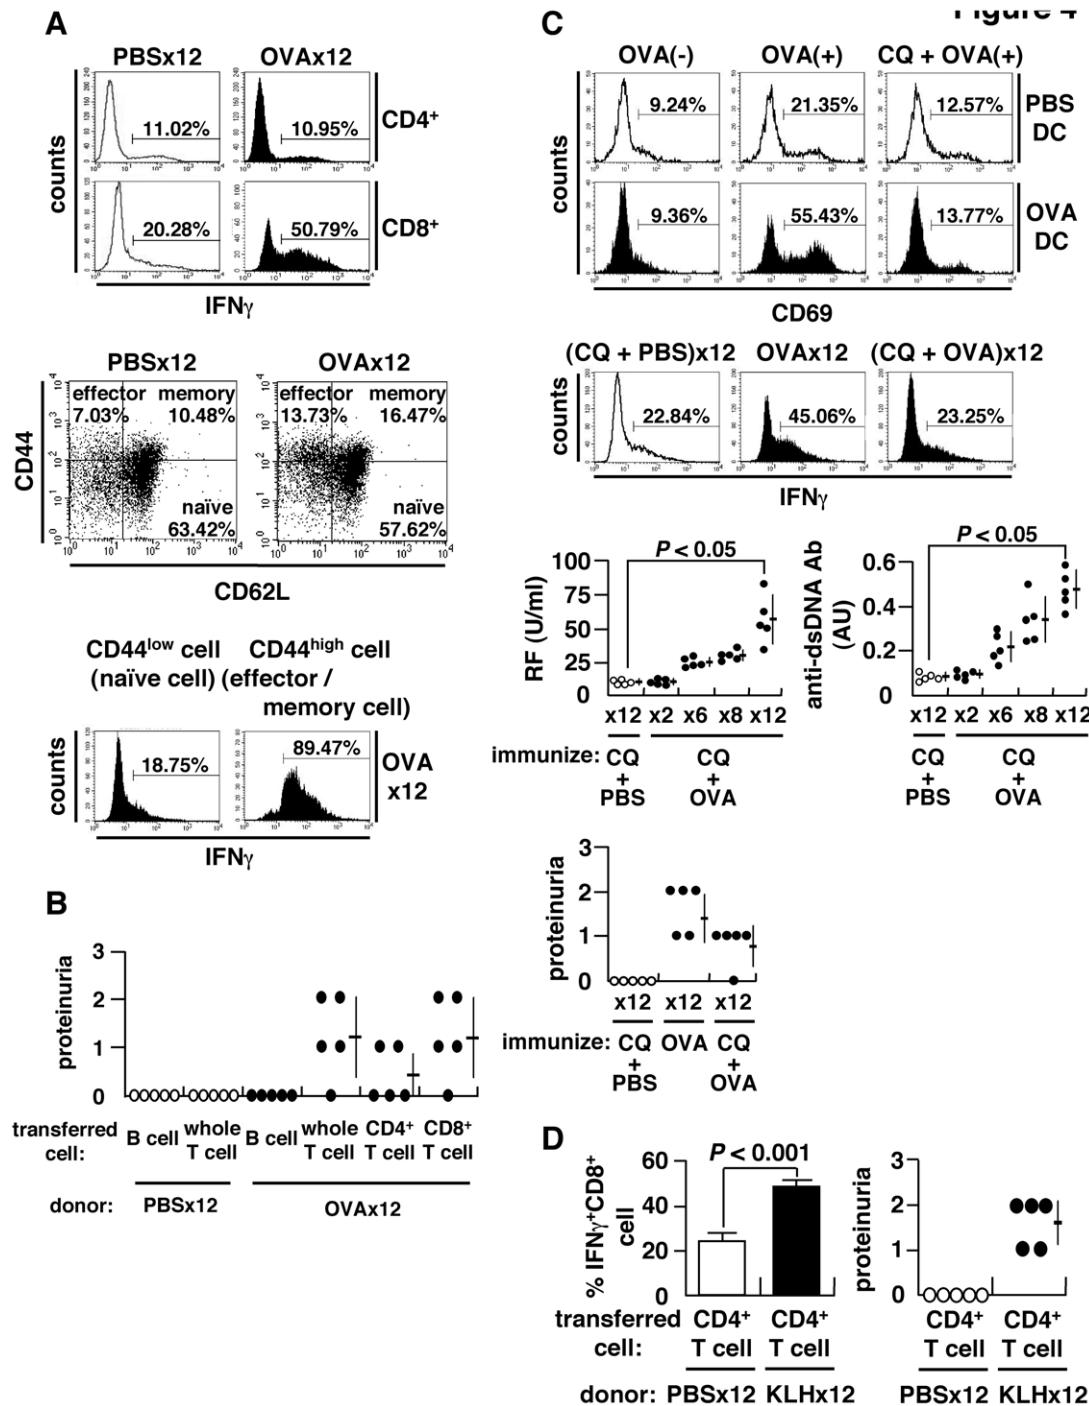 Figure 4
A
PBSx12 OVAx12
counts
11.02% 10.95% CD4+
20.28% 50.79% CD8+
IFNγ
PBSx12 OVAx12
CD44
effector memory effector memory
7.03% 10.48% 13.73% 16.47%
naïve naïve
63.42% 57.62%
10^0 10^1 10^2 10^3 10^4
CD62L
CD44low cell CD44high cell
(naïve cell) (effector /
memory cell)
counts
18.75% 89.47% OVA
x12
IFNγ
B
proteinuria
3
2
1
0
transferred cell:
B cell whole T cell B cell whole T cell CD4+ T cell CD8+ T cell
donor: PBSx12 OVAx12
C
OVA(-) OVA(+) CQ + OVA(+)
counts
9.24% 21.35% 12.57% PBS DC
9.36% 55.43% 13.77% OVA DC
CD69
(CQ + PBS)x12 OVAx12 (CQ + OVA)x12
counts
22.84% 45.06% 23.25%
IFNγ
RF (U/ml)
100
75
50
25
0
P < 0.05
x12 x2 x6 x8 x12
immunize: CQ + PBS CQ + OVA
anti-dsDNA Ab (AU)
0.6
0.4
0.2
0
P < 0.05
x12 x2 x6 x8 x12
CQ + PBS CQ + OVA
proteinuria
3
2
1
0
x12 x12 x12
immunize: CQ + PBS OVA CQ + OVA
D
% IFNγ+CD8+ cell
60
40
20
0
P < 0.001
transferred cell:
CD4+ T cell CD4+ T cell
donor: PBSx12 KLHx12
proteinuria
3
2
1
0
CD4+ T cell CD4+ T cell
PBSx12 KLHx12